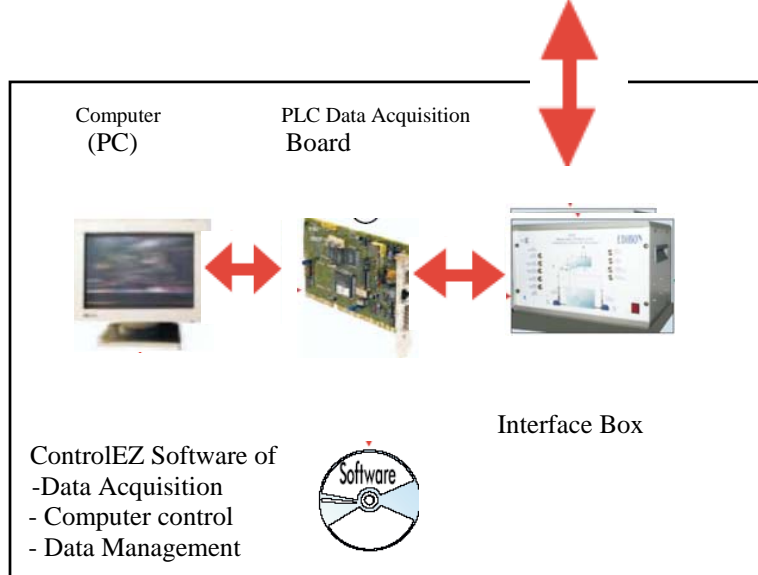 Computer
(PC)
PLC Data Acquisition
Board
Interface Box
ControlEZ Software of
-Data Acquisition
- Computer control
- Data Management
Software